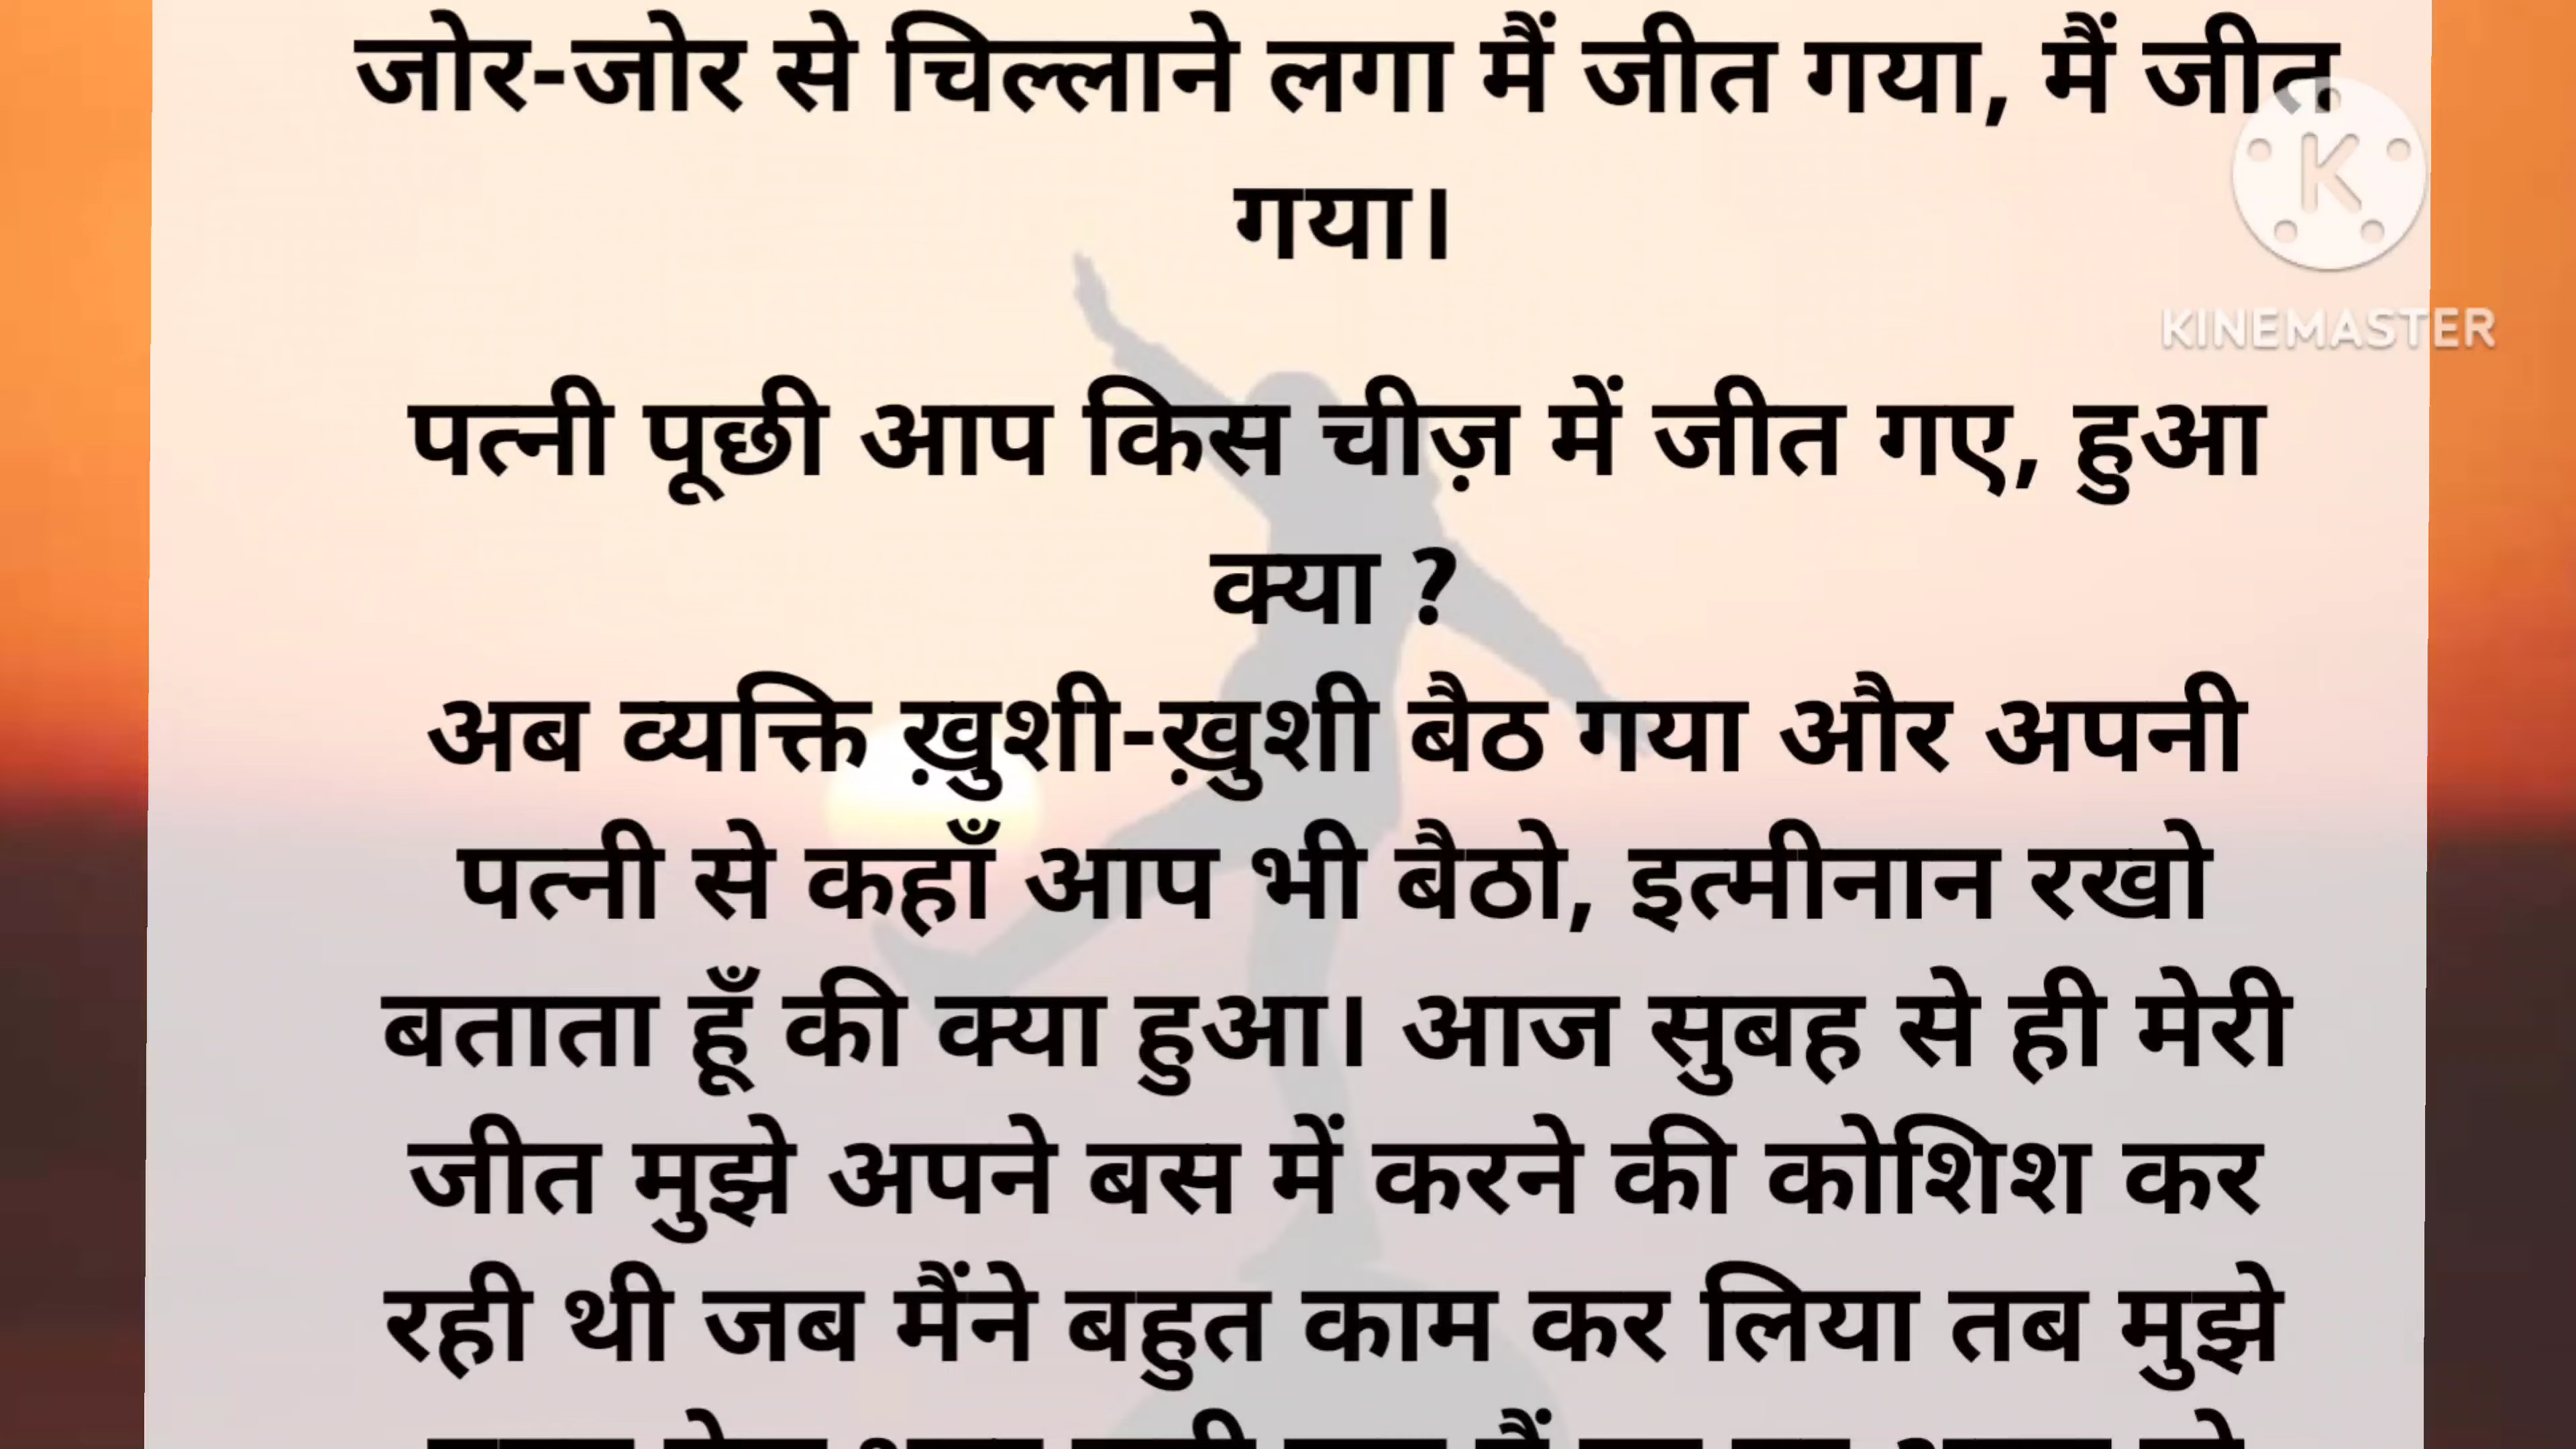 जोर-जोर से चिल्लाने लगा मैं जीत गया, मैं जीत
गया।
KINEMASTER
पत्नी पूछी आप किस चीज़ में जीत गए, हुआ
क्या ?
अब व्यक्ति ख़ुशी-ख़ुशी बैठ गया और अपनी
पत्नी से कहाँ आप भी बैठो, इत्मीनान रखो
बताता हूँ की क्या हुआ। आज सुबह से ही मेरी
जीत मुझे अपने बस में करने की कोशिश कर
रही थी जब मैंने बहुत काम कर लिया तब मुझे